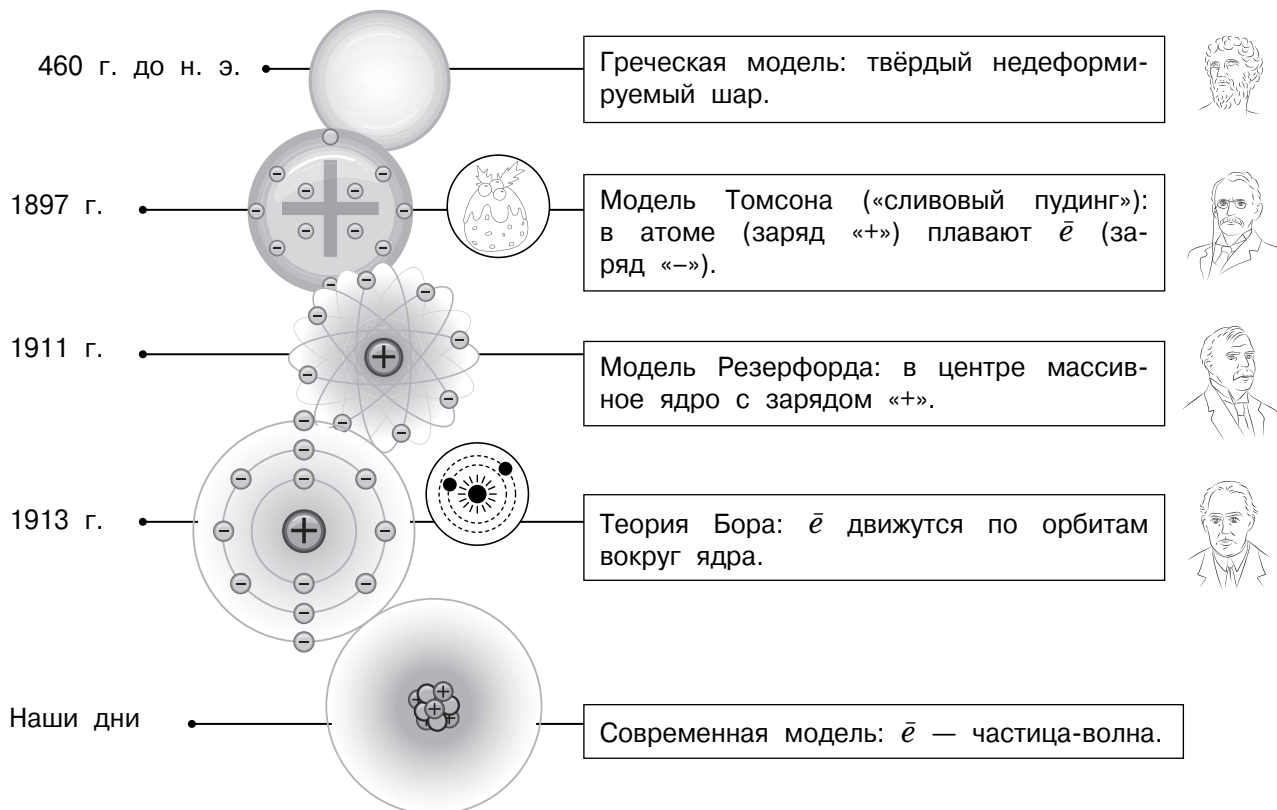 460 г. до н. э.
Греческая модель: твёрдый недеформи-
руемый шар.
1897 г.
Модель Томсона («сливовый пудинг»):
в атоме (заряд «+») плавают ē (за-
ряд «–»).
1911 г.
Модель Резерфорда: в центре массив-
ное ядро с зарядом «+».
1913 г.
Теория Бора: ē движутся по орбитам
вокруг ядра.
Наши дни
Современная модель: ē — частица-волна.